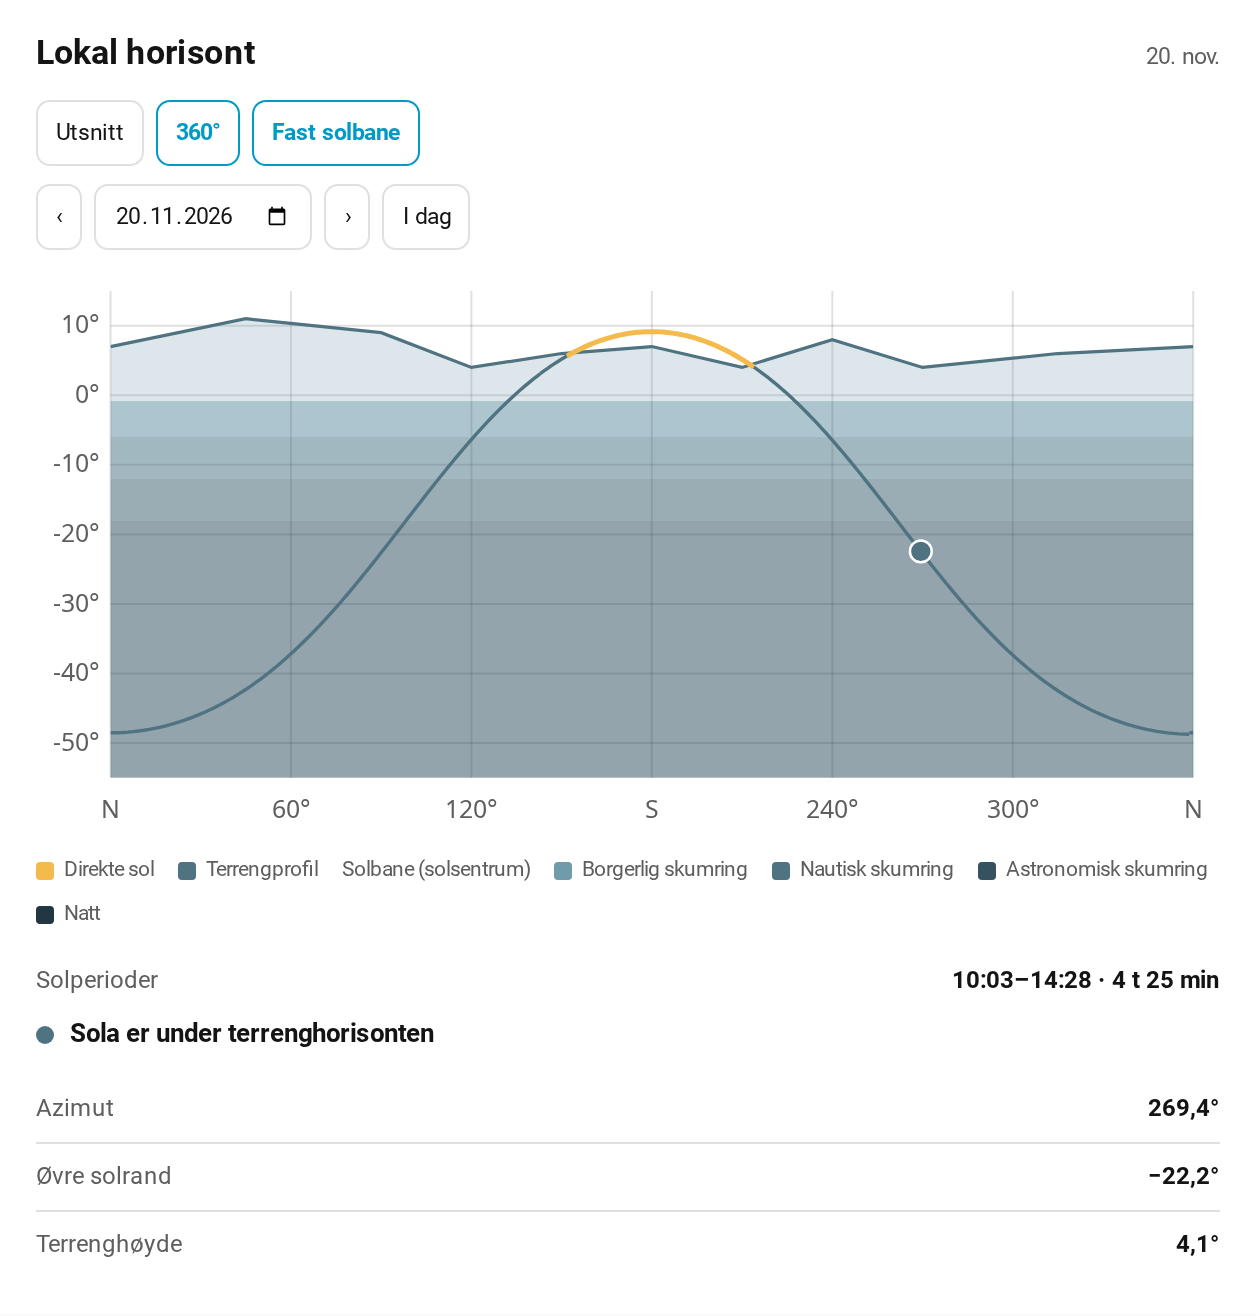 Lokal horisont
20. nov.
Utsnitt
360°
Fast solbane
‹
20.11.2026
›
I dag
10°
0°
-10°
-20°
-30°
-40°
-50°
N
60°
120°
S
240°
300°
N
Direkte sol
Terrengprofil
Solbane (solsentrum)
Borgerlig skumring
Nautisk skumring
Astronomisk skumring
Natt
Solperioder
10:03–14:28 · 4 t 25 min
Sola er under terrenghorisonten
Azimut
269,4°
Øvre solrand
−22,2°
Terrenghøyde
4,1°